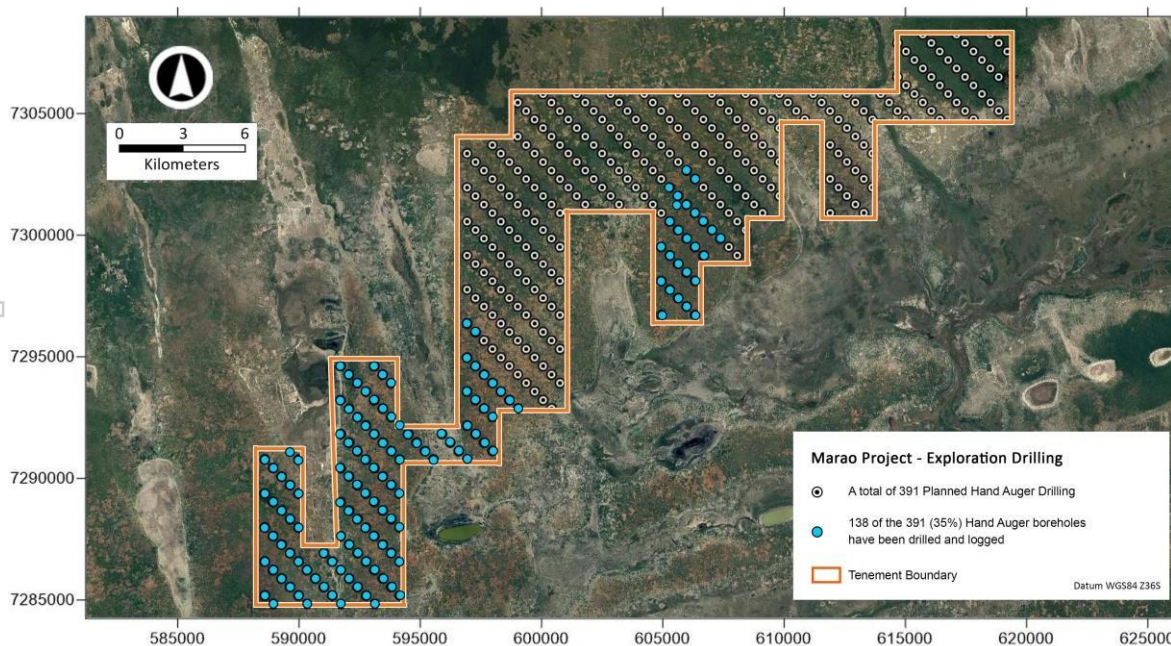 7305000
7300000
7295000
7290000
7285000
0 3 6
Kilometers
Marao Project - Exploration Drilling
A total of 391 Planned Hand Auger Drilling
138 of the 391 (35%) Hand Auger boreholes
have been drilled and logged
Tenement Boundary
Datum WGS84 Z36S
585000 590000 595000 600000 605000 610000 615000 620000 625000